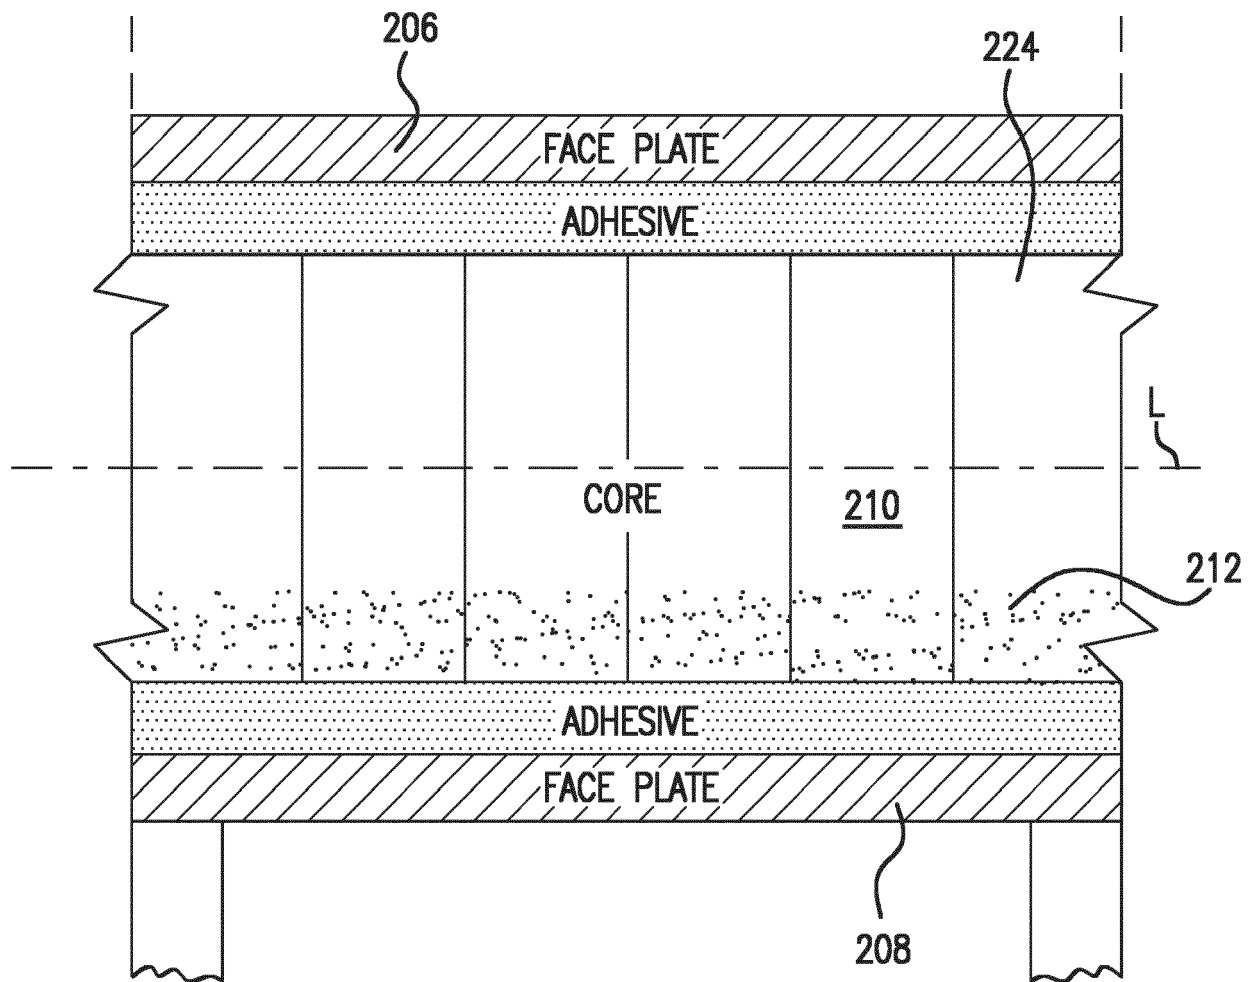 206
224
FACE PLATE
ADHESIVE
L
CORE
210
212
ADHESIVE
FACE PLATE
208